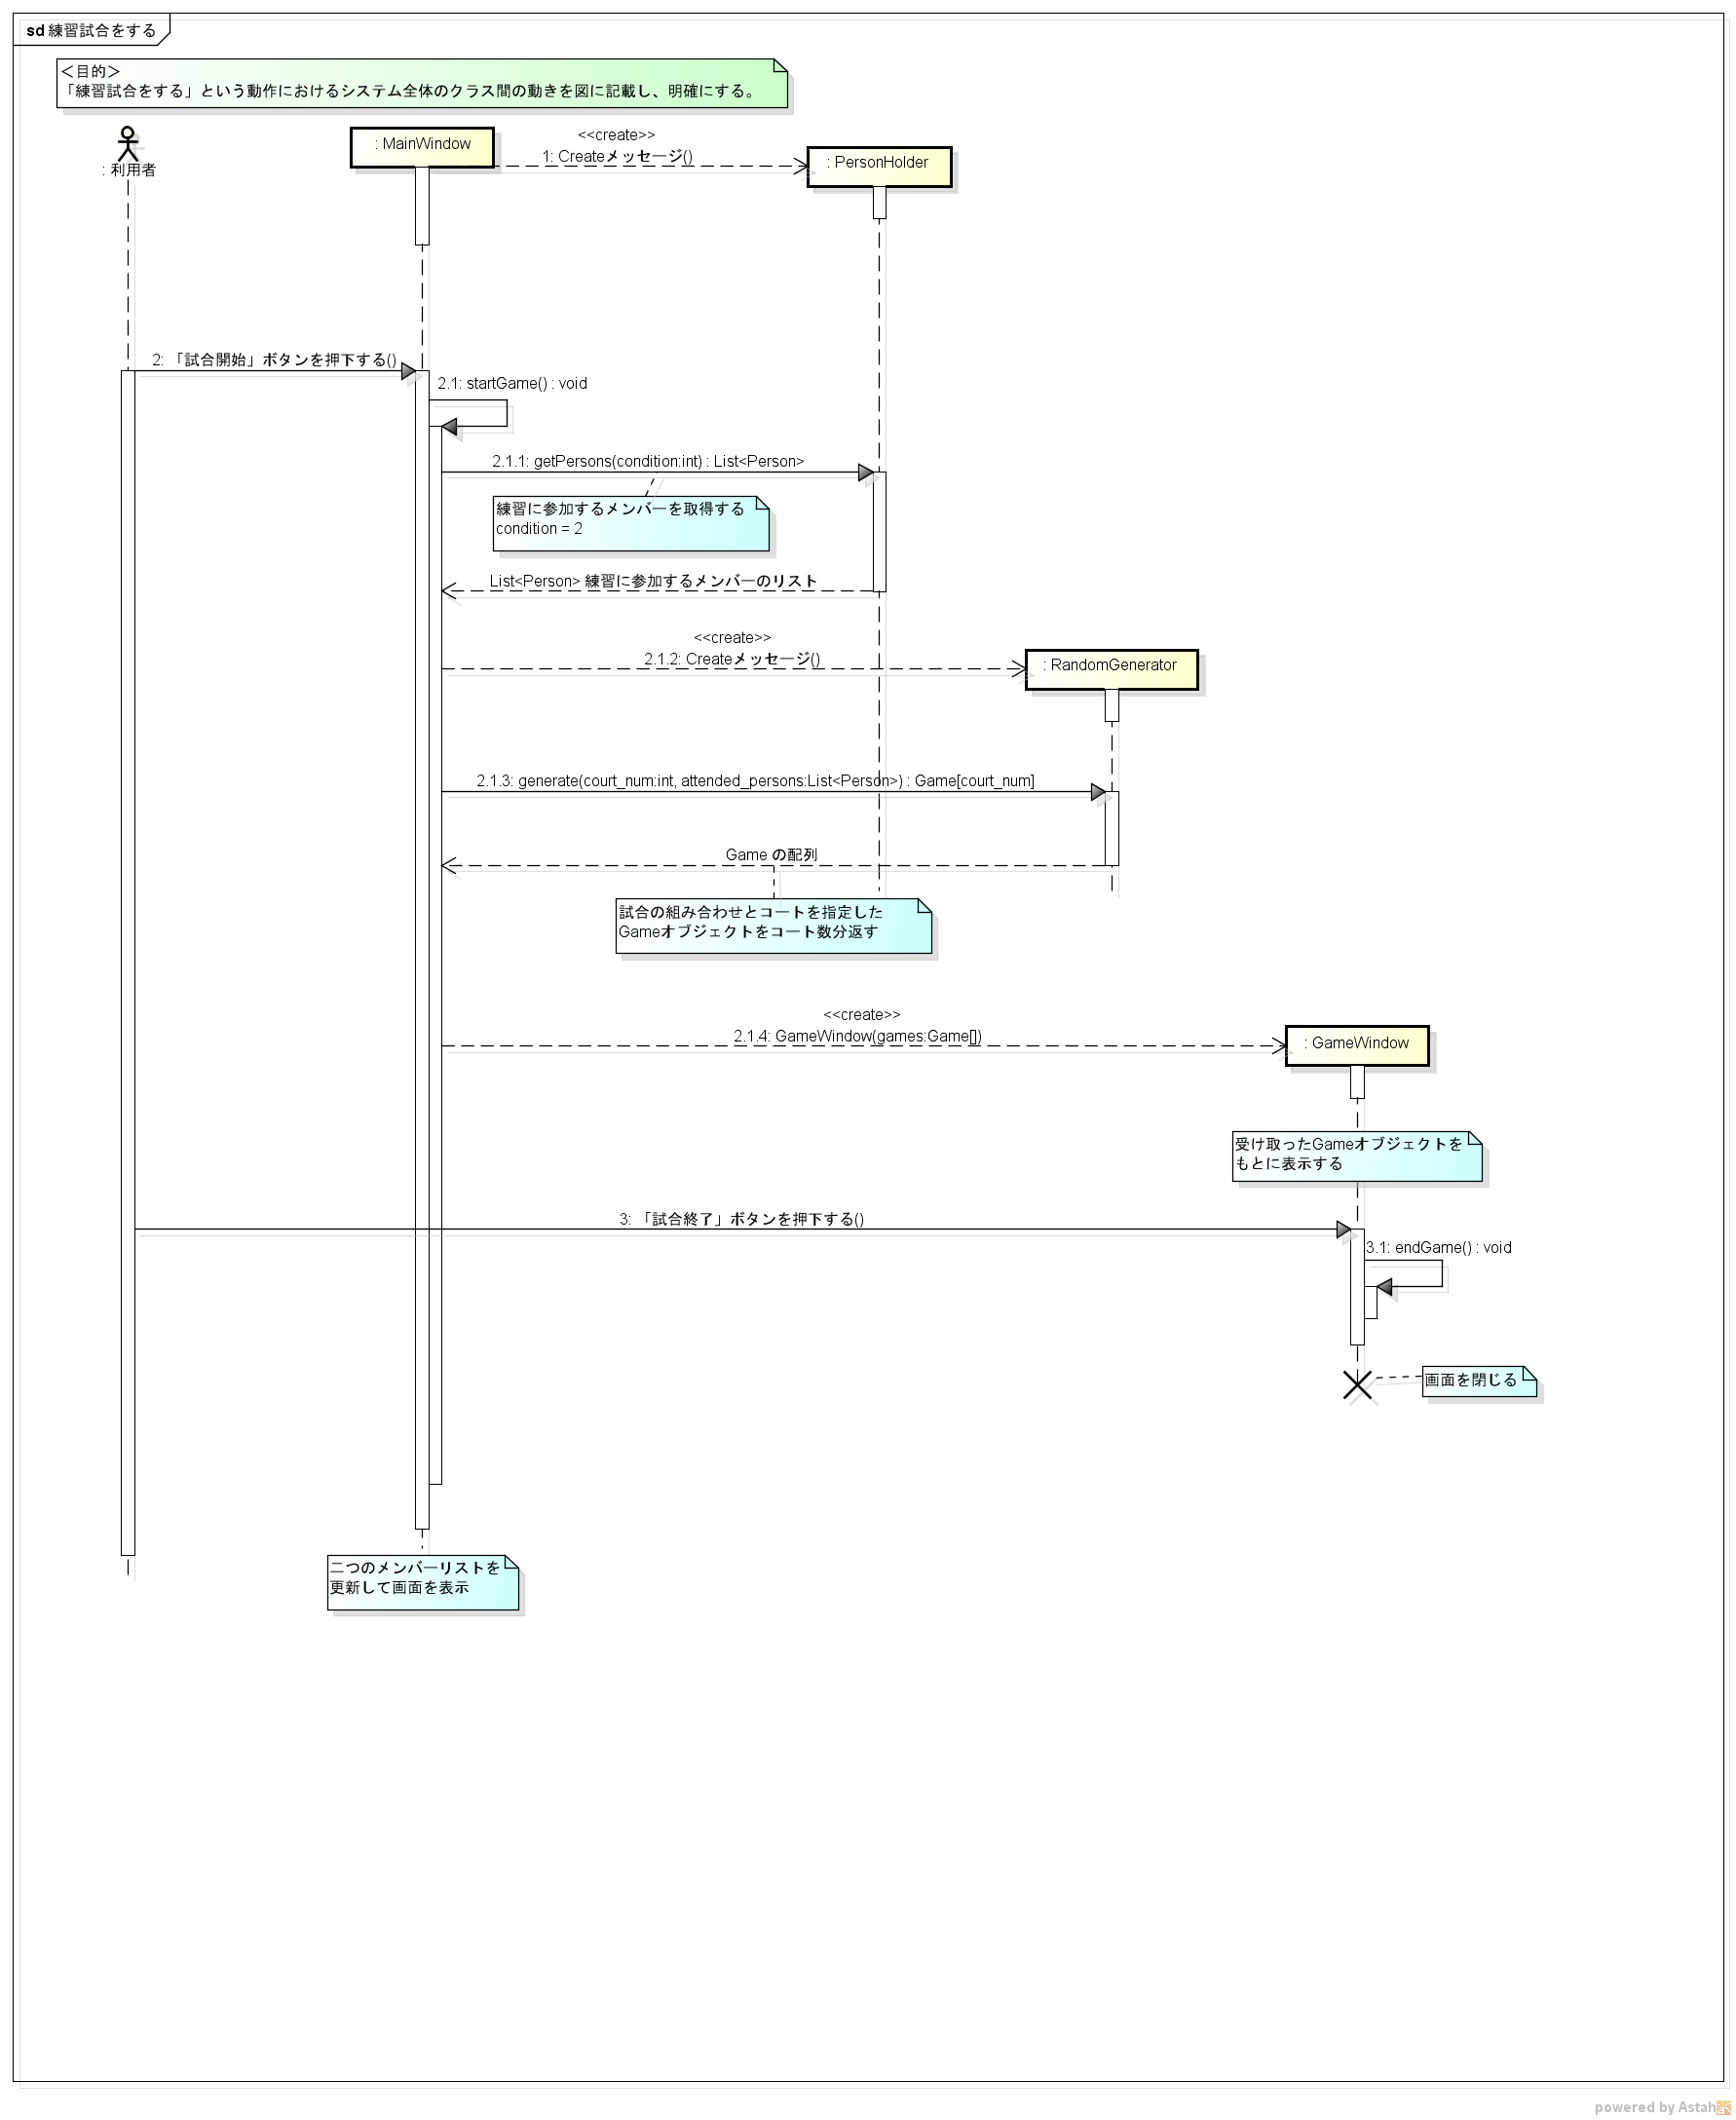 sd 練習試合をする
＜目的＞
「練習試合をする」という動作におけるシステム全体のクラス間の動きを図に記載し、明確にする。
: 利用者
: MainWindow
<<create>>
1: Createメッセージ()
: PersonHolder
2: 「試合開始」ボタンを押下する()
2.1: startGame() : void
2.1.1: getPersons(condition:int) : List<Person>
練習に参加するメンバーを取得する
condition = 2
List<Person> 練習に参加するメンバーのリスト
<<create>>
2.1.2: Createメッセージ()
: RandomGenerator
2.1.3: generate(court_num:int, attended_persons:List<Person>) : Game[court_num]
Game の配列
試合の組み合わせとコートを指定した
Gameオブジェクトをコート数分返す
<<create>>
2.1.4: GameWindow(games:Game[])
: GameWindow
受け取ったGameオブジェクトを
もとに表示する
3: 「試合終了」ボタンを押下する()
3.1: endGame() : void
画面を閉じる
二つのメンバーリストを
更新して画面を表示
powered by Astah